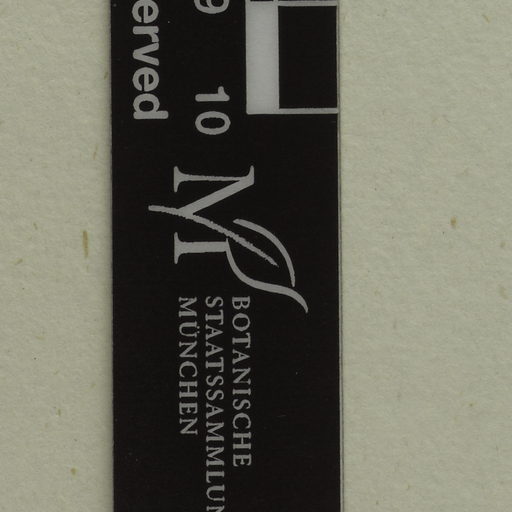 erved
9 10
BOTANISCHE
STAATSSAMMLUN
MÜNCHEN